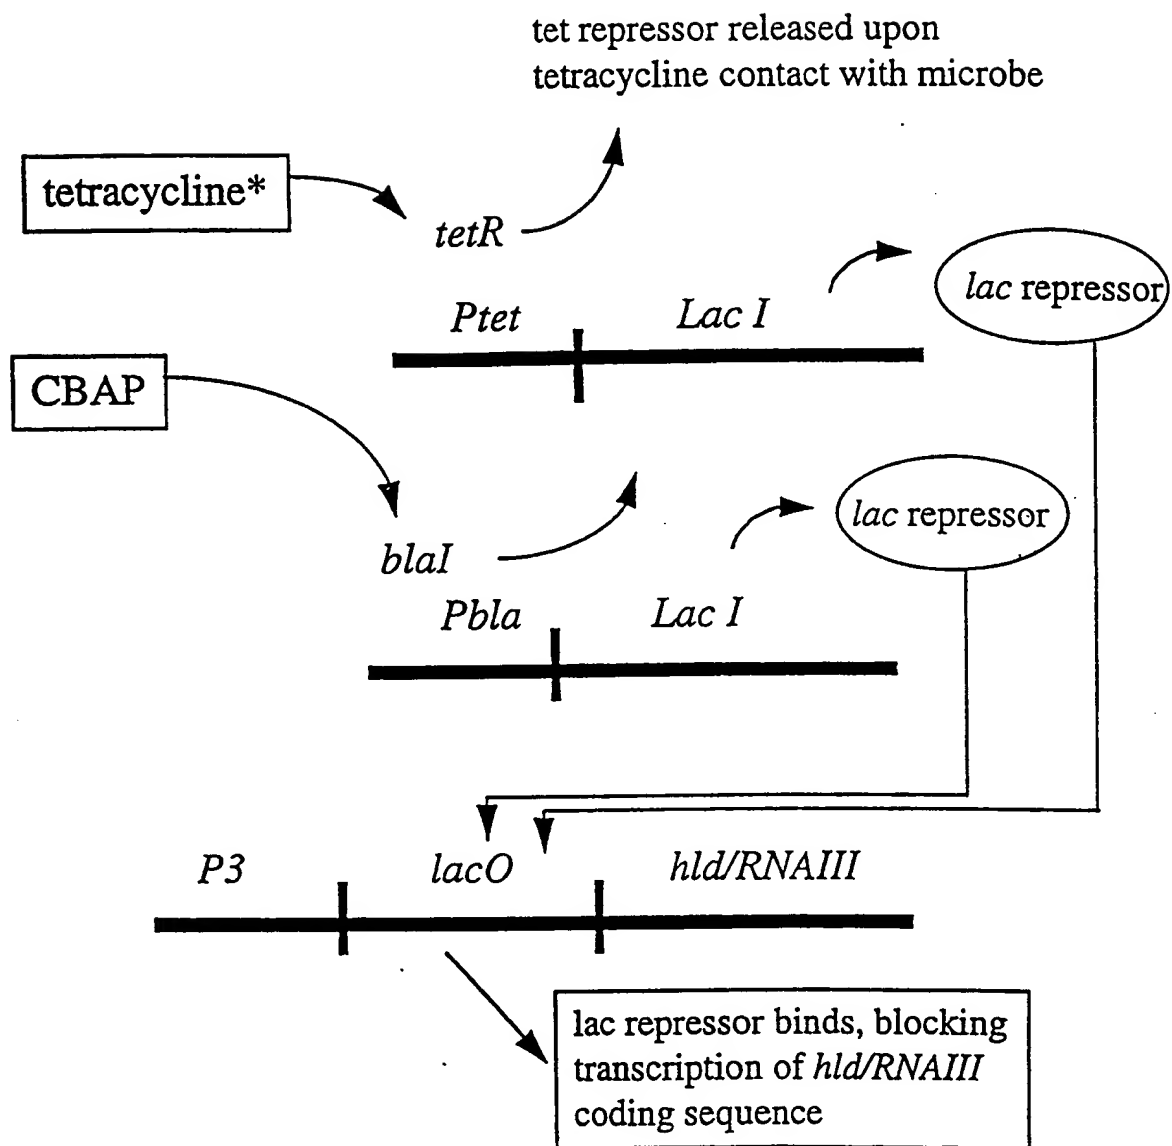 tet repressor released upon
tetracycline contact with microbe
tetracycline*
tetR
lac repressor
Ptet
Lac I
CBAP
lac repressor
blaI
Pbla
Lac I
P3
lacO
hld/RNAIII
lac repressor binds, blocking
transcription of hld/RNAIII
coding sequence